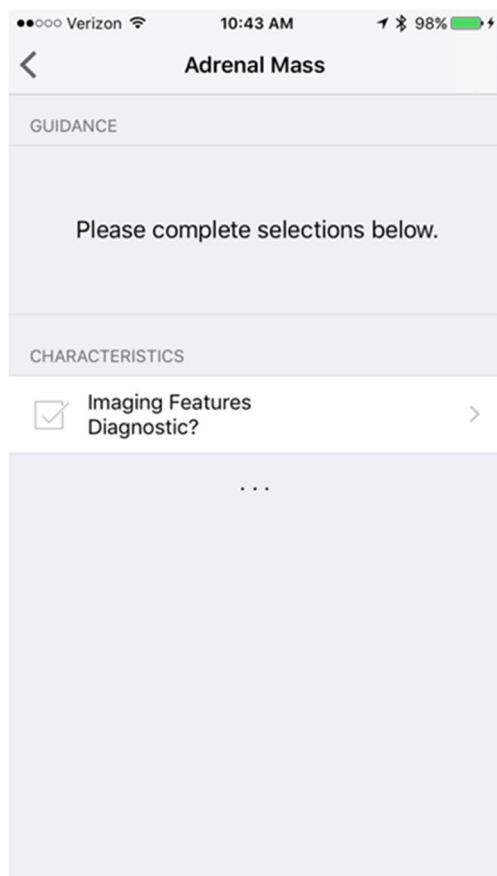 Verizon 10:43 AM 98%
Adrenal Mass
GUIDANCE
Please complete selections below.
CHARACTERISTICS
Imaging Features
Diagnostic?
. . .